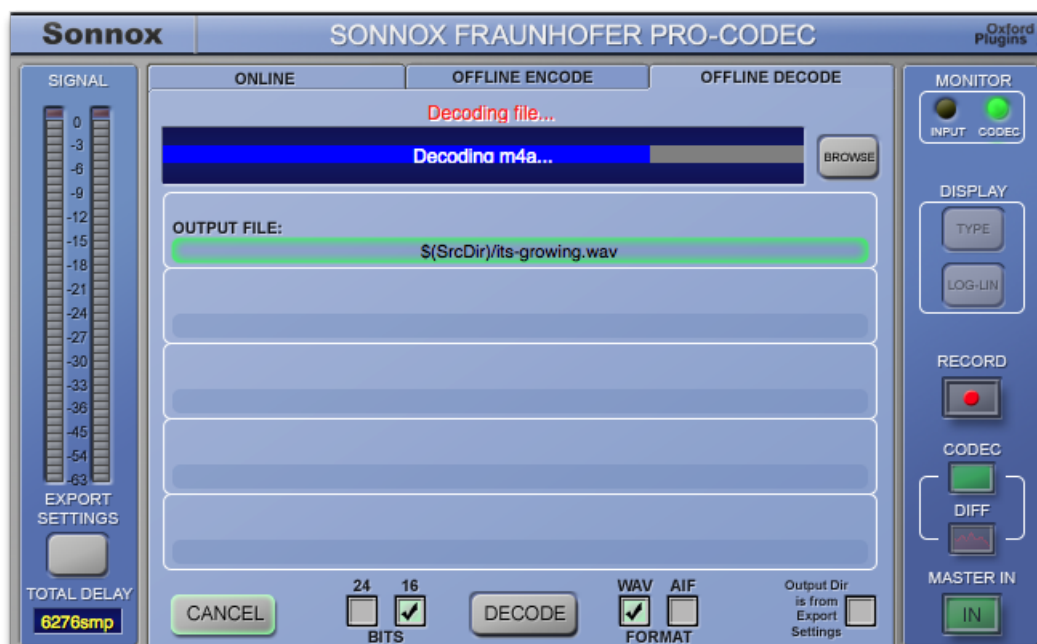 Sonnox
SONNOX FRAUNHOFER PRO-CODEC
Oxford
Plugins
SIGNAL
0
-3
-6
-9
-12
-15
-18
-21
-24
-27
-30
-33
-36
-45
-54
-63
EXPORT
SETTINGS
TOTAL DELAY
6276smp
ONLINE
OFFLINE ENCODE
OFFLINE DECODE
Decoding file...
Decoding m4a...
BROWSE
OUTPUT FILE:
$(SrcDir)/its-growing.wav
CANCEL
24 16
BITS
DECODE
WAV AIF
FORMAT
Output Dir
is from
Export
Settings
MONITOR
INPUT CODEC
DISPLAY
TYPE
LOG-LIN
RECORD
CODEC
DIFF
MASTER IN
IN